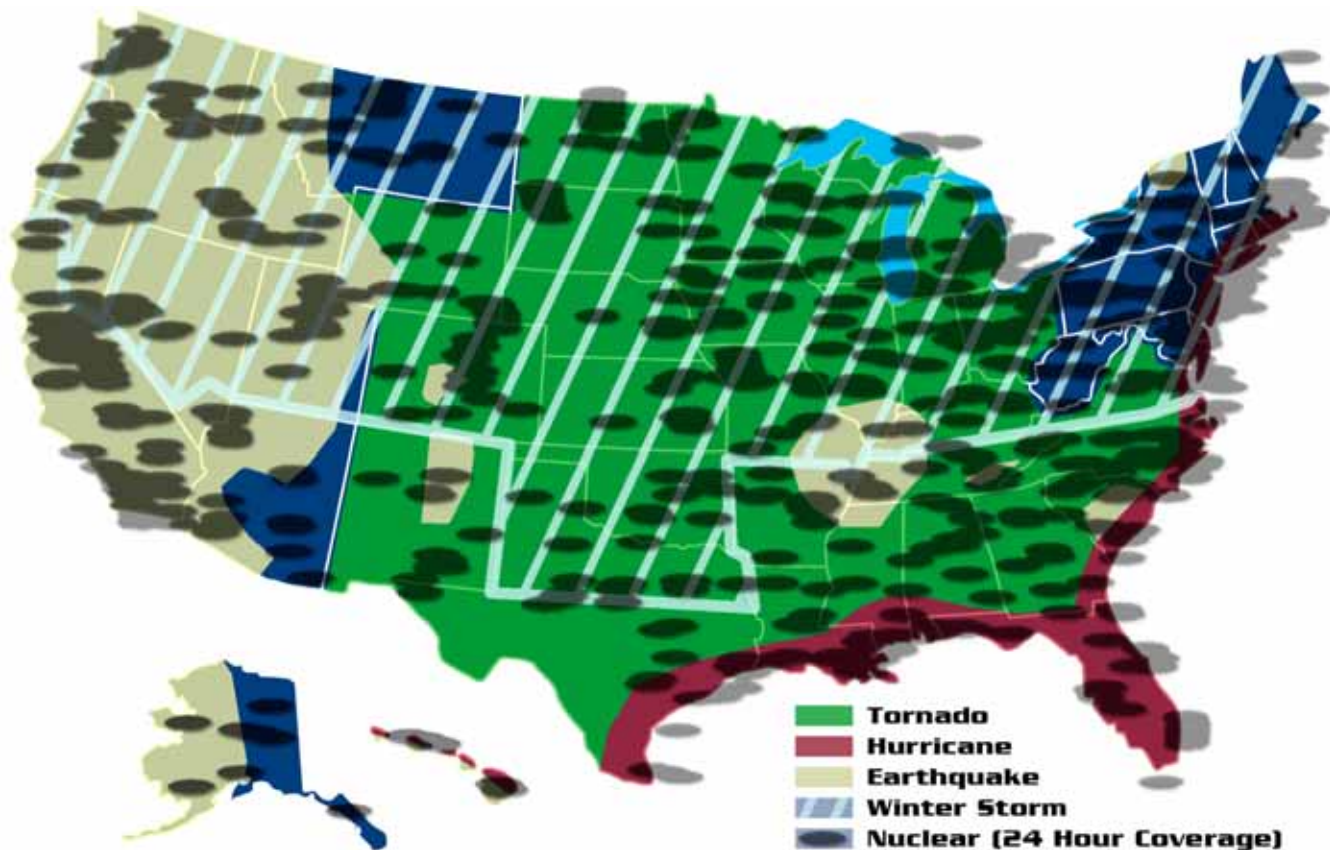 Tornado
Hurricane
Earthquake
Winter Storm
Nuclear (24 Hour Coverage)